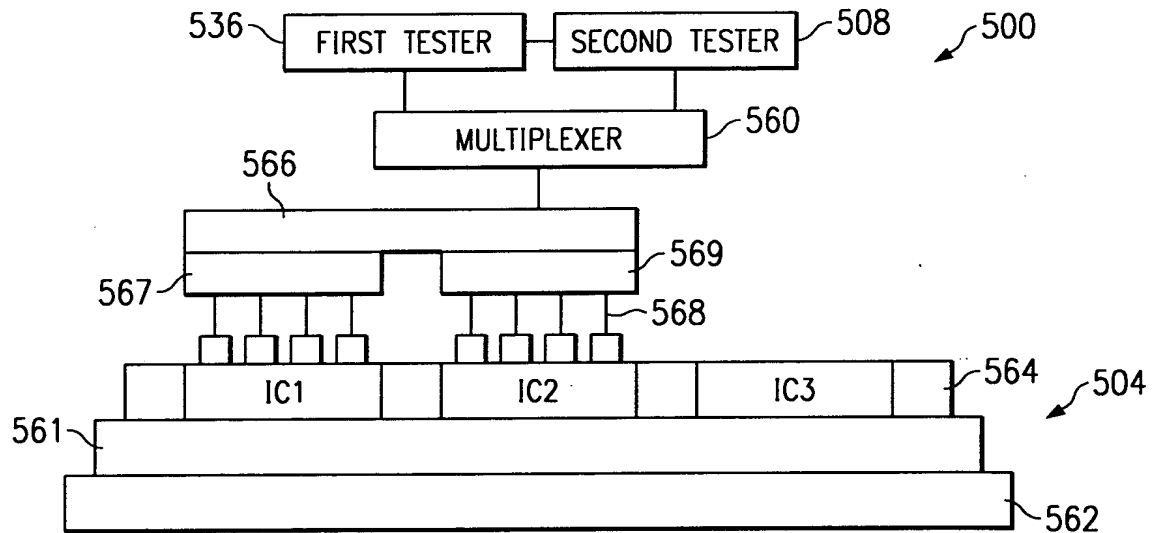 536
FIRST TESTER
SECOND TESTER
508
500
MULTIPLEXER
560
566
567
569
568
IC1
IC2
IC3
564
504
561
562